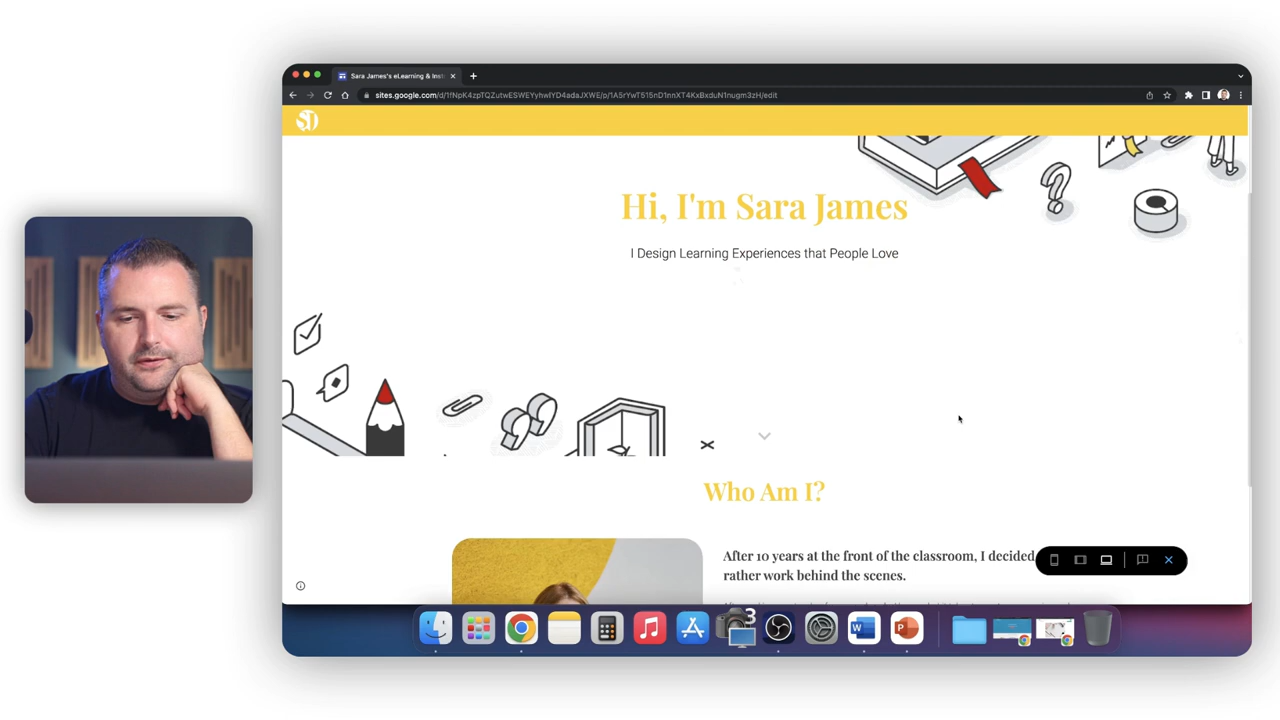 Sara James's eLearning & Inst
sites.google.com/d/1fNpK4zpTQZutwESWEYyhwIYD4adaJXWE/p/1A5rYwT515nD1nnXT4KxBxduN1nugm3zH/edit
SJ
Hi, I'm Sara James
I Design Learning Experiences that People Love
Who Am I?
After 10 years at the front of the classroom, I decided
rather work behind the scenes.
3
W
P